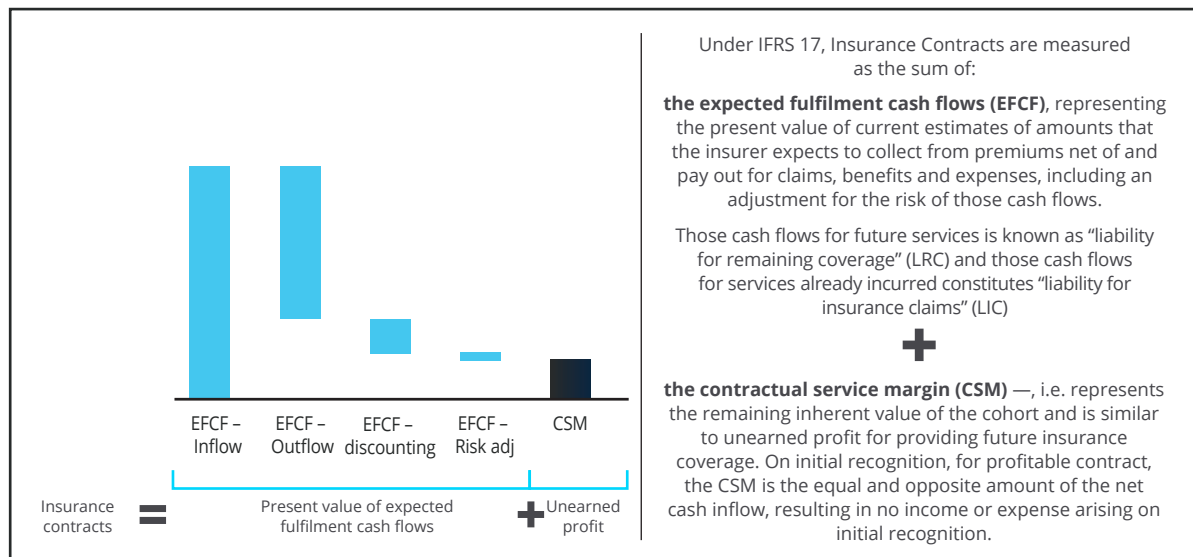 EFCF –
Inflow
EFCF –
Outflow
EFCF –
discounting
EFCF –
Risk adj
CSM
Insurance
contracts
=
Present value of expected
fulfilment cash flows
+
Unearned
profit
Under IFRS 17, Insurance Contracts are measured
as the sum of:
the expected fulfilment cash flows (EFCF), representing
the present value of current estimates of amounts that
the insurer expects to collect from premiums net of and
pay out for claims, benefits and expenses, including an
adjustment for the risk of those cash flows.
Those cash flows for future services is known as “liability
for remaining coverage” (LRC) and those cash flows
for services already incurred constitutes “liability for
insurance claims” (LIC)
+
the contractual service margin (CSM) —, i.e. represents
the remaining inherent value of the cohort and is similar
to unearned profit for providing future insurance
coverage. On initial recognition, for profitable contract,
the CSM is the equal and opposite amount of the net
cash inflow, resulting in no income or expense arising on
initial recognition.